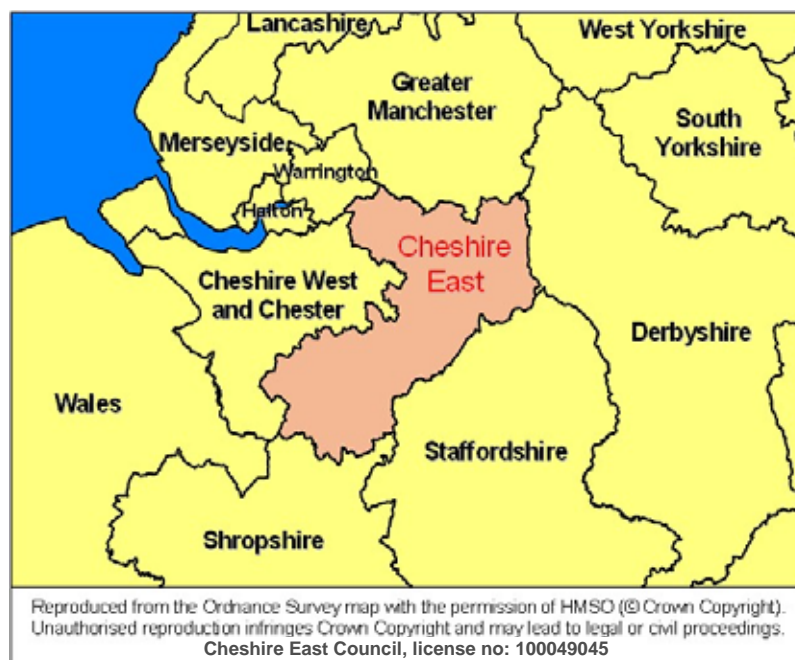 Lancashire
West Yorkshire
Greater
Manchester
South
Yorkshire
Merseyside
Warrington
Halton
Cheshire
East
Cheshire West
and Chester
Derbyshire
Wales
Staffordshire
Shropshire
Reproduced from the Ordnance Survey map with the permission of HMSO (© Crown Copyright).
Unauthorised reproduction infringes Crown Copyright and may lead to legal or civil proceedings.
Cheshire East Council, license no: 100049045